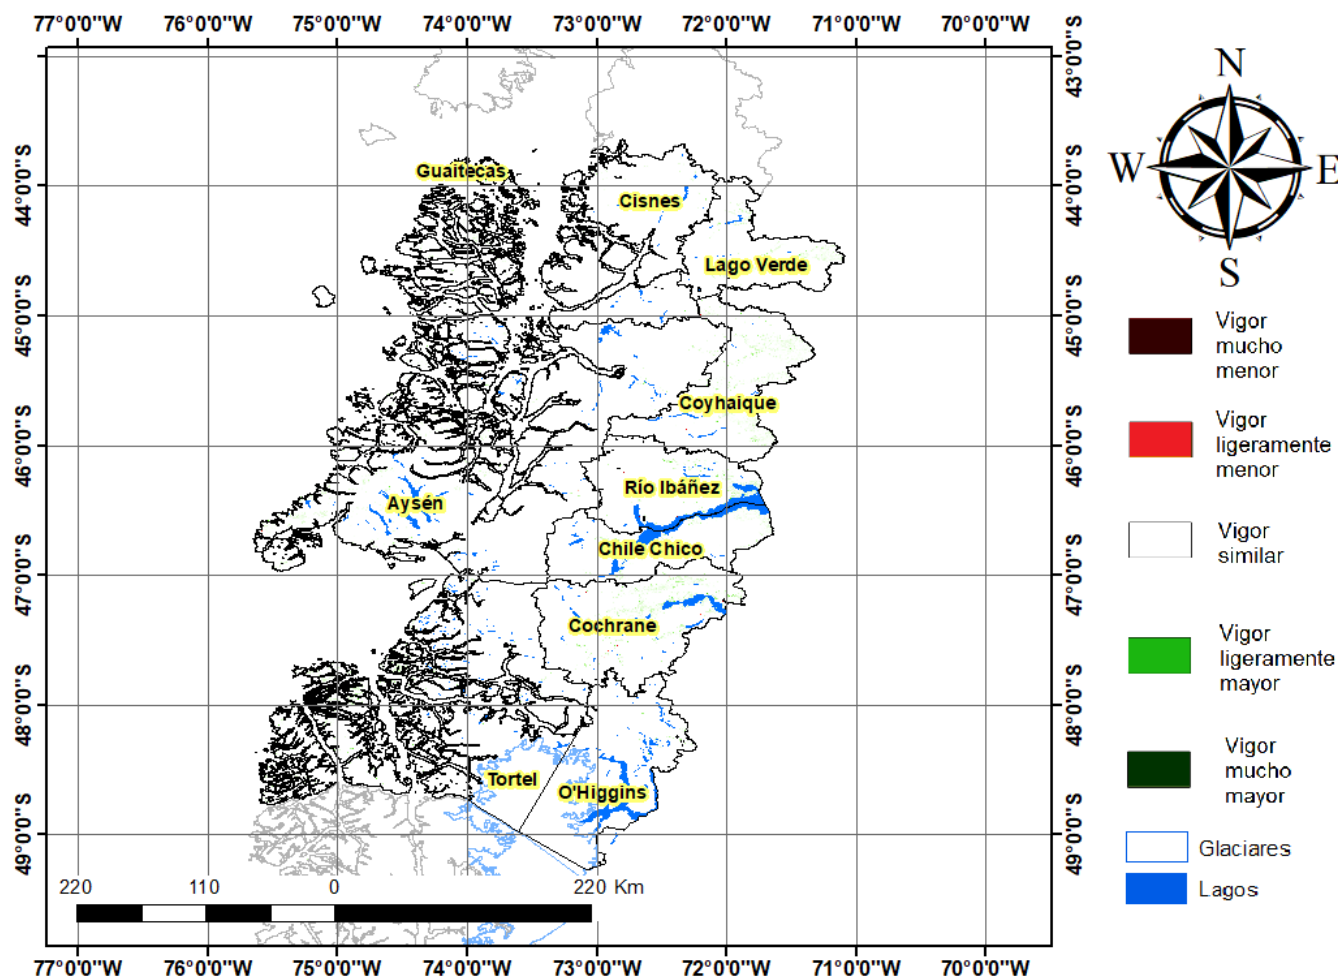 77°0'0"W 76°0'0"W 75°0'0"W 74°0'0"W 73°0'0"W 72°0'0"W 71°0'0"W 70°0'0"W
43°0'0"S
44°0'0"S
44°0'0"S
45°0'0"S
45°0'0"S
46°0'0"S
46°0'0"S
47°0'0"S
47°0'0"S
48°0'0"S
48°0'0"S
49°0'0"S
49°0'0"S
Guaitecas
Cisnes
Lago Verde
Coyhaique
Río Ibáñez
Aysén
Chile Chico
Cochrane
Tortel
O'Higgins
220 110 0 220 Km
77°0'0"W 76°0'0"W 75°0'0"W 74°0'0"W 73°0'0"W 72°0'0"W 71°0'0"W 70°0'0"W
N
W E
S
Vigor
mucho
menor
Vigor
ligeramente
menor
Vigor
similar
Vigor
ligeramente
mayor
Vigor
mucho
mayor
Glaciares
Lagos